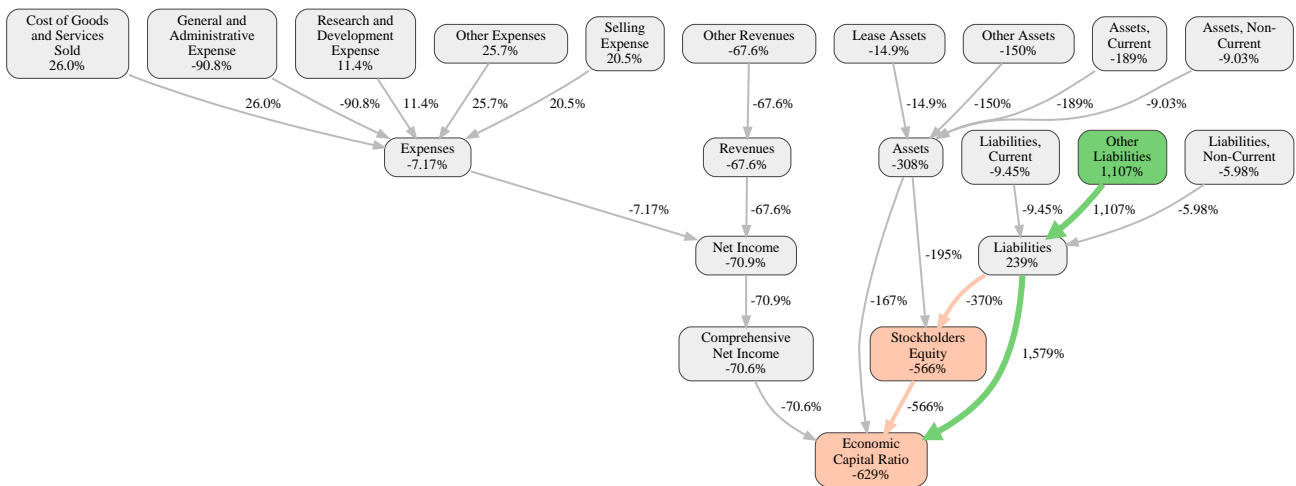 Cost of Goods
and Services
Sold
26.0%
General and
Administrative
Expense
-90.8%
Research and
Development
Expense
11.4%
Other Expenses
25.7%
Selling
Expense
20.5%
Other Revenues
-67.6%
Lease Assets
-14.9%
Other Assets
-150%
Assets,
Current
-189%
Assets, Non-
Current
-9.03%
26.0%
-90.8%
11.4%
25.7%
20.5%
-67.6%
-14.9%
-150%
-189%
-9.03%
Expenses
-7.17%
Revenues
-67.6%
Assets
-308%
Liabilities,
Current
-9.45%
Other
Liabilities
1,107%
Liabilities,
Non-Current
-5.98%
-7.17%
-67.6%
-9.45%
1,107%
-5.98%
Net Income
-70.9%
-195%
Liabilities
239%
-70.9%
-167%
-370%
Comprehensive
Net Income
-70.6%
Stockholders
Equity
-566%
1,579%
-70.6%
-566%
Economic
Capital Ratio
-629%